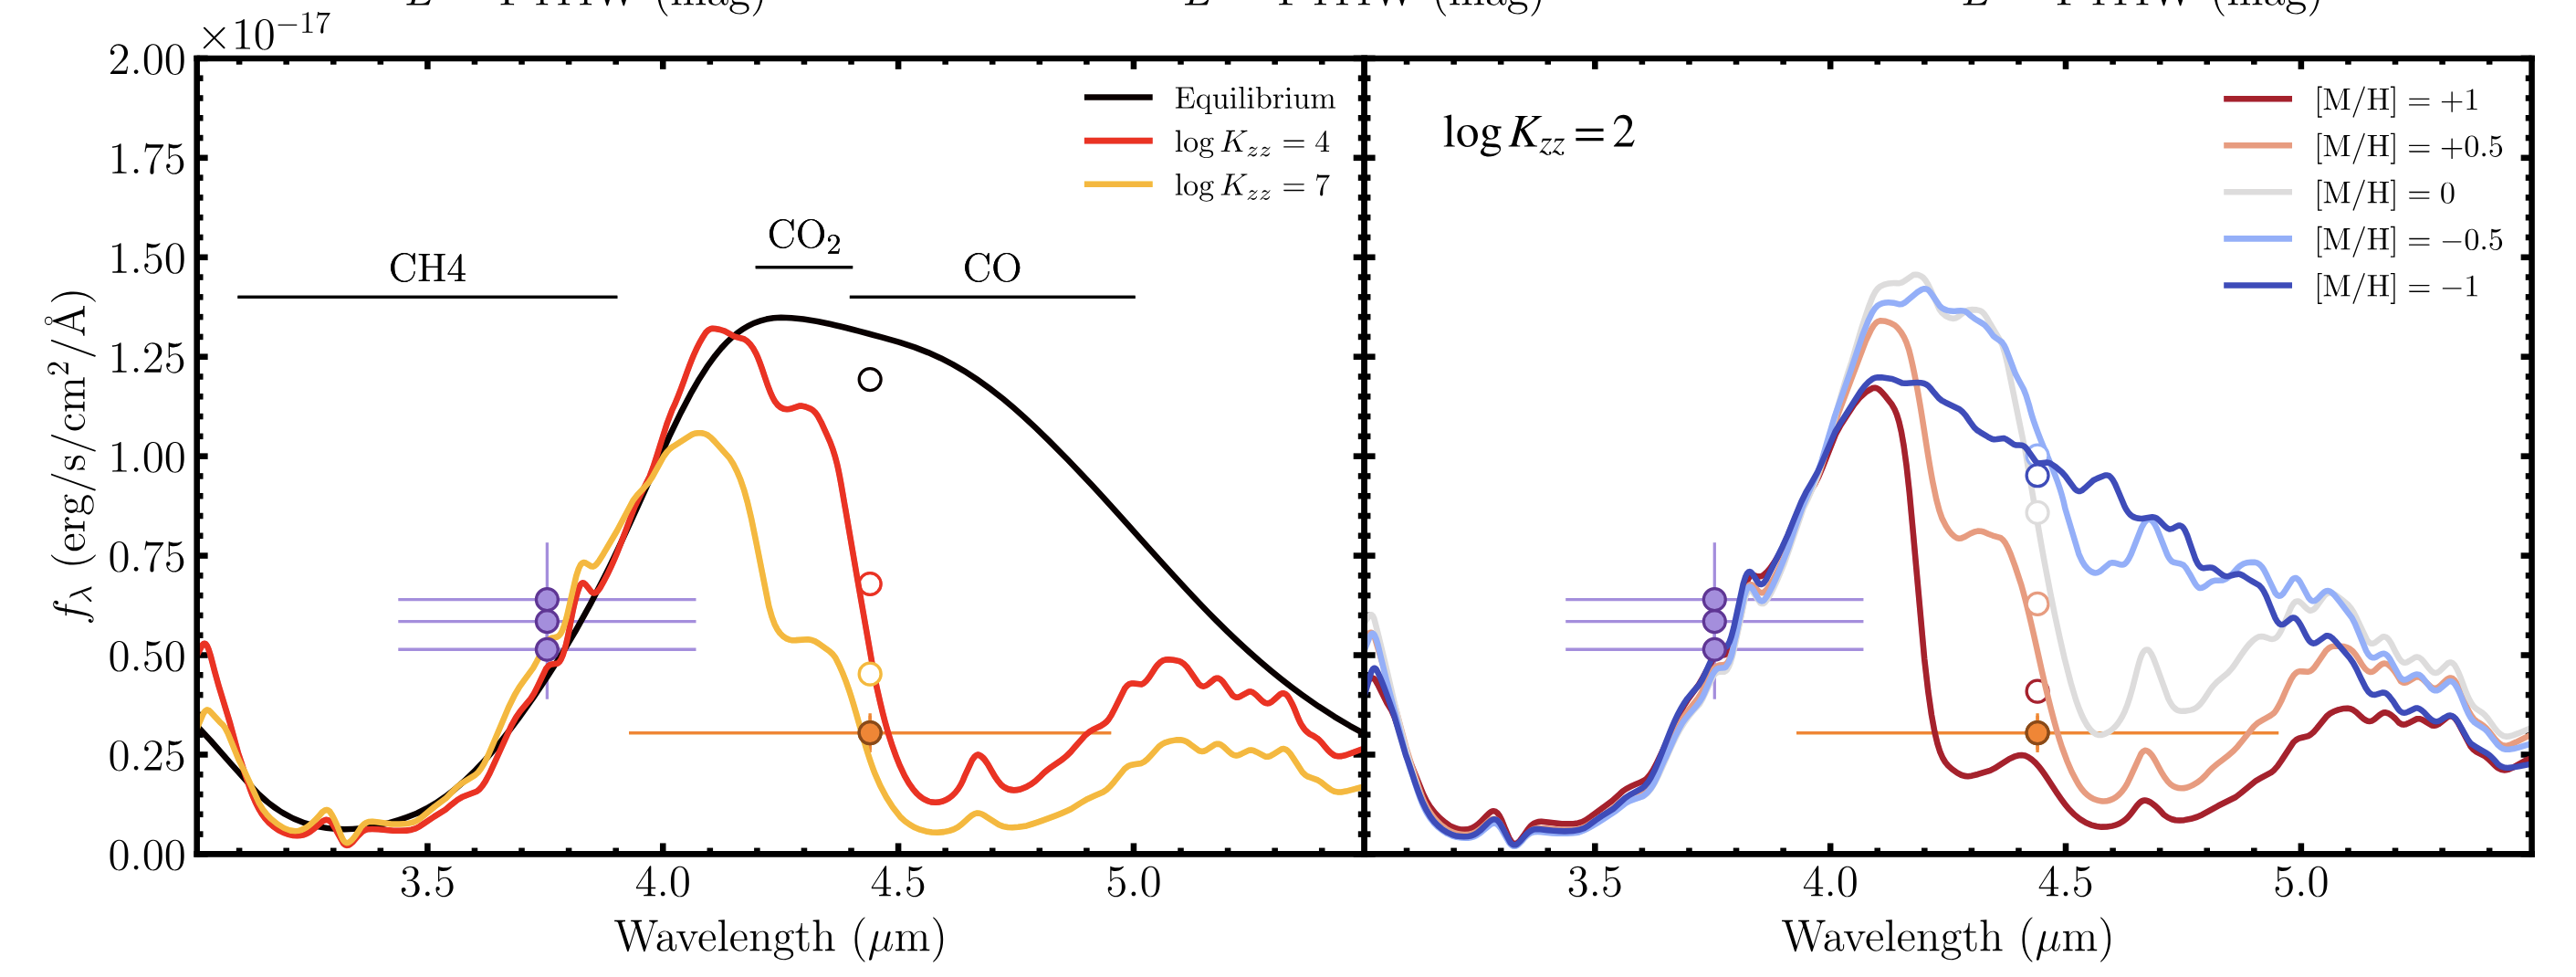 ×10⁻¹⁷
2.00
1.75
1.50
1.25
1.00
0.75
0.50
0.25
0.00
f_λ (erg/s/cm²/Å)
Equilibrium
log K_zz = 4
log K_zz = 7
CH4
CO₂
CO
3.5 4.0 4.5 5.0
Wavelength (μm)
log K_zz = 2
[M/H] = +1
[M/H] = +0.5
[M/H] = 0
[M/H] = −0.5
[M/H] = −1
3.5 4.0 4.5 5.0
Wavelength (μm)